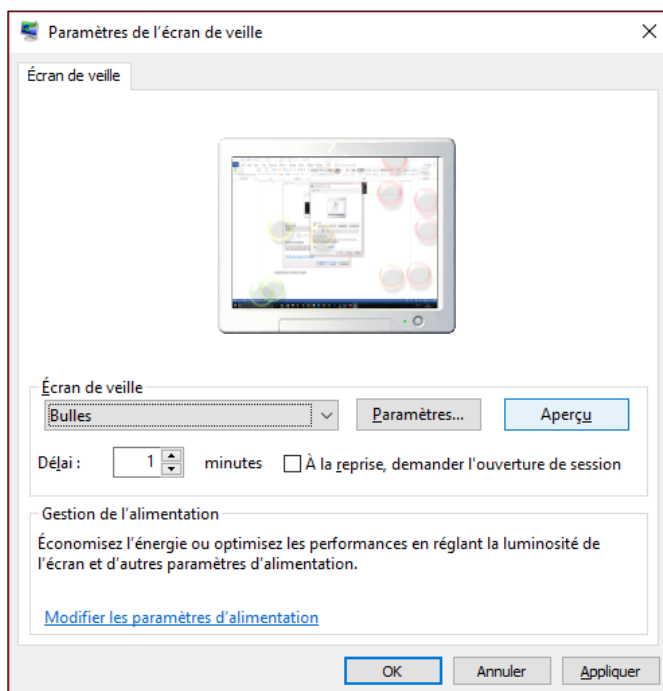 Paramètres de l'écran de veille
Écran de veille
Écran de veille
Bulles
Paramètres...
Aperçu
Délai :
1
minutes
À la reprise, demander l'ouverture de session
Gestion de l'alimentation
Économisez l'énergie ou optimisez les performances en réglant la luminosité de
l'écran et d'autres paramètres d'alimentation.
Modifier les paramètres d'alimentation
OK
Annuler
Appliquer